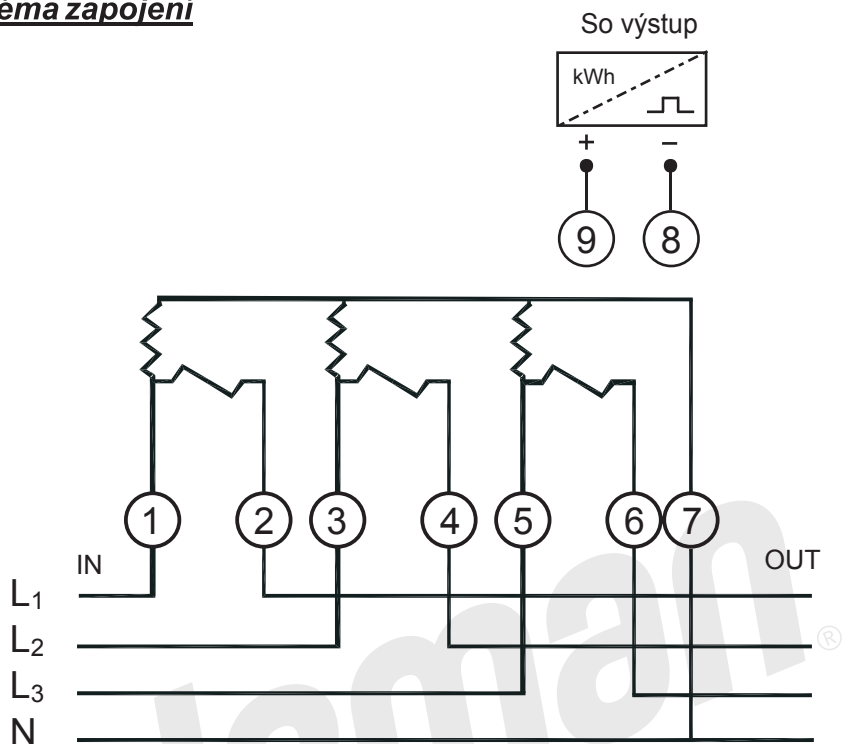 éma zapojení
So výstup
kWh
+ −
9 8
1 2 3 4 5 6 7
IN OUT
L1
L2
L3
N
®